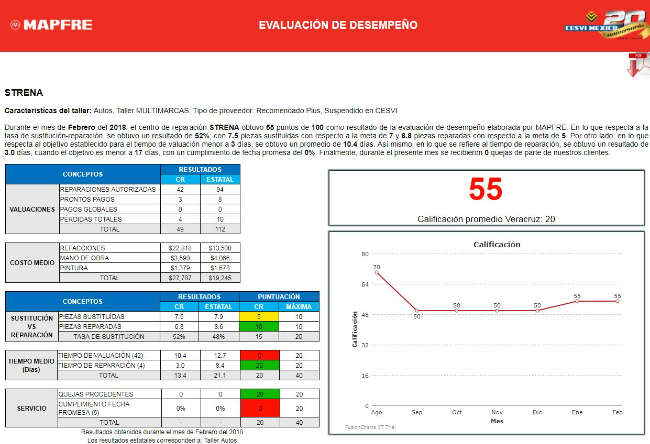 MAPFRE
EVALUACIÓN DE DESEMPEÑO
CESVI MEXICO 20 aniversario
STRENA
Características del taller: Autos, Taller MULTIMARCAS, Tipo de proveedor: Recomendado Plus, Suspendido en CESVI
Durante el mes de Febrero del 2018, el centro de reparación STRENA obtuvo 55 puntos de 100 como resultado de la evaluación de desempeño elaborada por MAPFRE. En lo que respecta a la
tasa de sustitución-reparación, se obtuvo un resultado de 52%, con 7.5 piezas sustituidas con respecto a la meta de 7 y 6.8 piezas reparadas con respecto a la meta de 5. Por otro lado, en lo que
respecta al objetivo establecido para el tiempo de valuación menor a 3 días, se obtuvo un promedio de 10.4 días. Así mismo, en lo que se refiere al tiempo de reparación, se obtuvo un resultado de
3.0 días, cuando el objetivo es menor a 17 días, con un cumplimiento de fecha promesa del 0%. Finalmente, durante el presente mes se recibieron 0 quejas de parte de nuestros clientes.
CONCEPTOS RESULTADOS
CR ESTATAL
VALUACIONES
REPARACIONES AUTORIZADAS 42 94
PRONTOS PAGOS 3 8
PAGOS GLOBALES 0 0
PÉRDIDAS TOTALES 4 10
TOTAL 49 112
COSTO MEDIO
REFACCIONES $22,818 $13,500
MANO DE OBRA $3,590 $4,066
PINTURA $1,379 $1,678
TOTAL $27,787 $19,245
CONCEPTOS RESULTADOS PUNTUACIÓN
CR ESTATAL CR MÁXIMA
SUSTITUCIÓN VS REPARACIÓN
PIEZAS SUSTITUÍDAS 7.5 7.9 5 10
PIEZAS REPARADAS 6.8 8.6 10 10
TASA DE SUSTITUCIÓN 52% 48% 15 20
TIEMPO MEDIO (Días)
TIEMPO DE VALUACIÓN (42) 10.4 12.7 0 20
TIEMPO DE REPARACIÓN (4) 3.0 8.4 20 20
TOTAL 13.4 21.1 20 40
SERVICIO
QUEJAS PROCEDENTES 0 0 20 20
CUMPLIMIENTO FECHA PROMESA (5) 0% 0% 0 20
TOTAL 20 40
Resultados obtenidos durante el mes de Febrero del 2018
Los resultados estatales corresponden a: Taller Autos
55
Calificación promedio Veracruz: 20
Calificación
80
64
48
32
16
0
Calificación
70
50
50
50
50
55
55
Ago Sep Oct Nov Dic Ene Feb
Mes
FusionCharts XT Trial